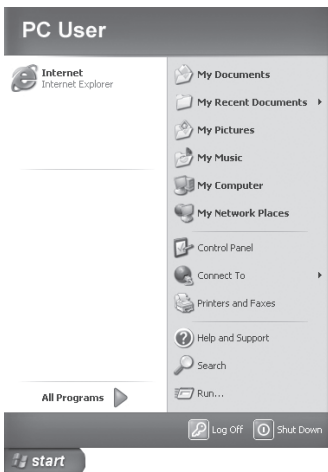 PC User
Internet
Internet Explorer
All Programs
My Documents
My Recent Documents
My Pictures
My Music
My Computer
My Network Places
Control Panel
Connect To
Printers and Faxes
Help and Support
Search
Run...
Log Off
Shut Down
start